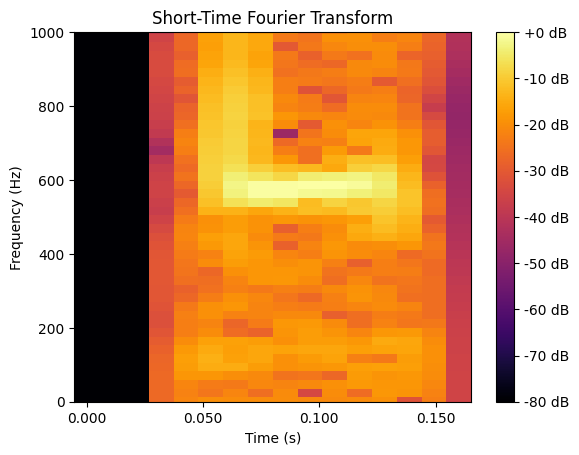 Short-Time Fourier Transform
Frequency (Hz)
1000
800
600
400
200
0
0.000
0.050
0.100
0.150
Time (s)
+0 dB
-10 dB
-20 dB
-30 dB
-40 dB
-50 dB
-60 dB
-70 dB
-80 dB